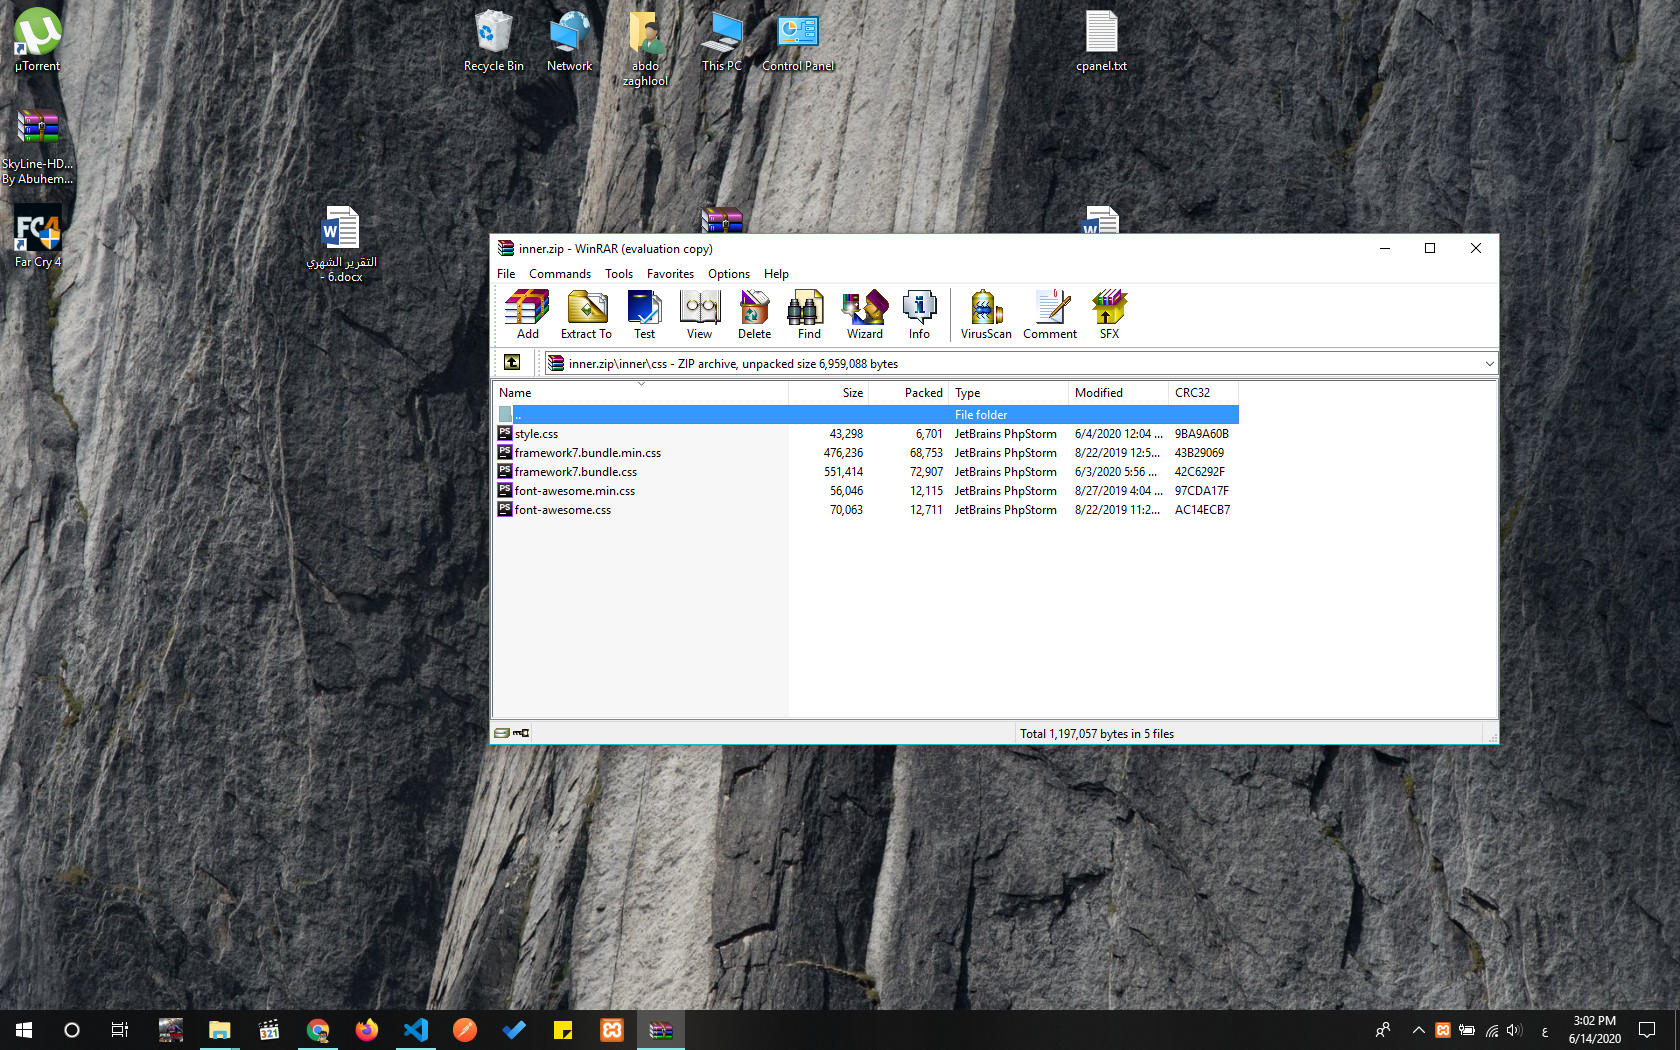 µTorrent
Recycle Bin
Network
abdo
zaghlool
This PC
Control Panel
cpanel.txt
SkyLine-HD...
By Abuhem...
FC4
Far Cry 4
التقرير الشهري
- 6.docx
inner.zip - WinRAR (evaluation copy)
File Commands Tools Favorites Options Help
Add Extract To Test View Delete Find Wizard Info VirusScan Comment SFX
inner.zip\inner\css - ZIP archive, unpacked size 6,959,088 bytes
Name Size Packed Type Modified CRC32
.. File folder
style.css 43,298 6,701 JetBrains PhpStorm 6/4/2020 12:04 ... 9BA9A60B
framework7.bundle.min.css 476,236 68,753 JetBrains PhpStorm 8/22/2019 12:5... 43B29069
framework7.bundle.css 551,414 72,907 JetBrains PhpStorm 6/3/2020 5:56 ... 42C6292F
font-awesome.min.css 56,046 12,115 JetBrains PhpStorm 8/27/2019 4:04 ... 97CDA17F
font-awesome.css 70,063 12,711 JetBrains PhpStorm 8/22/2019 11:2... AC14ECB7
Total 1,197,057 bytes in 5 files
ع
3:02 PM
6/14/2020